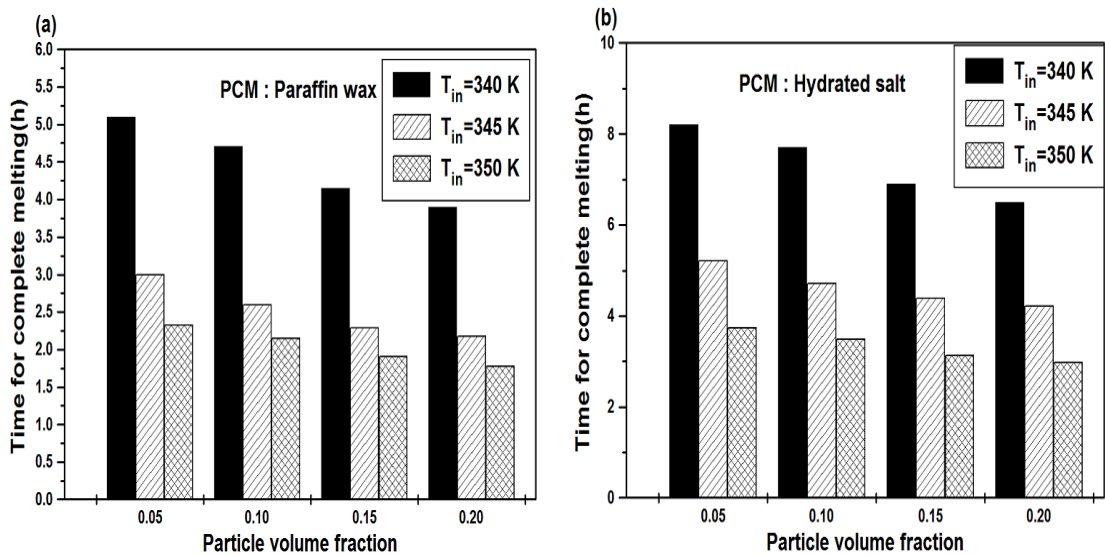 (a)
6.0
5.5
5.0
4.5
4.0
3.5
3.0
2.5
2.0
1.5
1.0
0.5
0.0
Time for complete melting(h)
PCM : Paraffin wax
T_in=340 K
T_in=345 K
T_in=350 K
0.05 0.10 0.15 0.20
Particle volume fraction
(b)
10
8
6
4
2
0
Time for complete melting(h)
PCM : Hydrated salt
T_in=340 K
T_in=345 K
T_in=350 K
0.05 0.10 0.15 0.20
Particle volume fraction